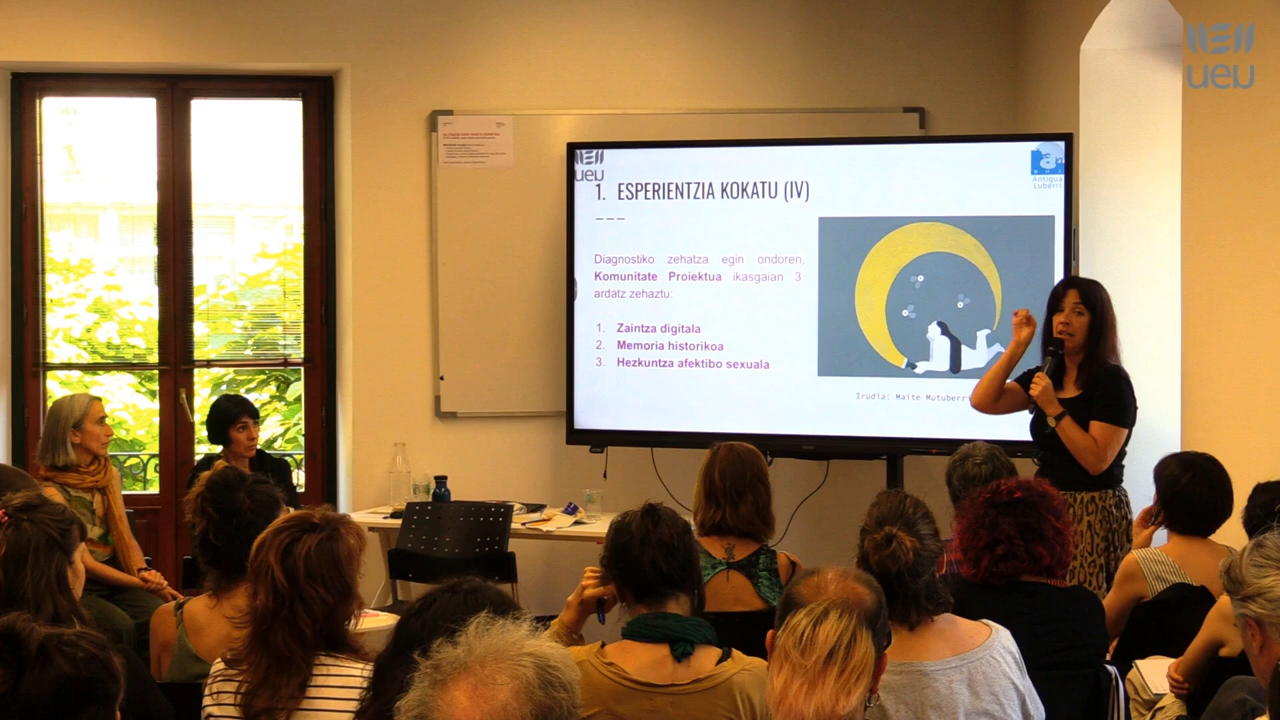 ueu
ueu
Antigua
Luberri
1. ESPERIENTZIA KOKATU (IV)
Diagnostiko zehatza egin ondoren,
Komunitate Proiektua ikasgaian 3
ardatz zehaztu:
1. Zaintza digitala
2. Memoria historikoa
3. Hezkuntza afektibo sexuala
Irudia: Maite